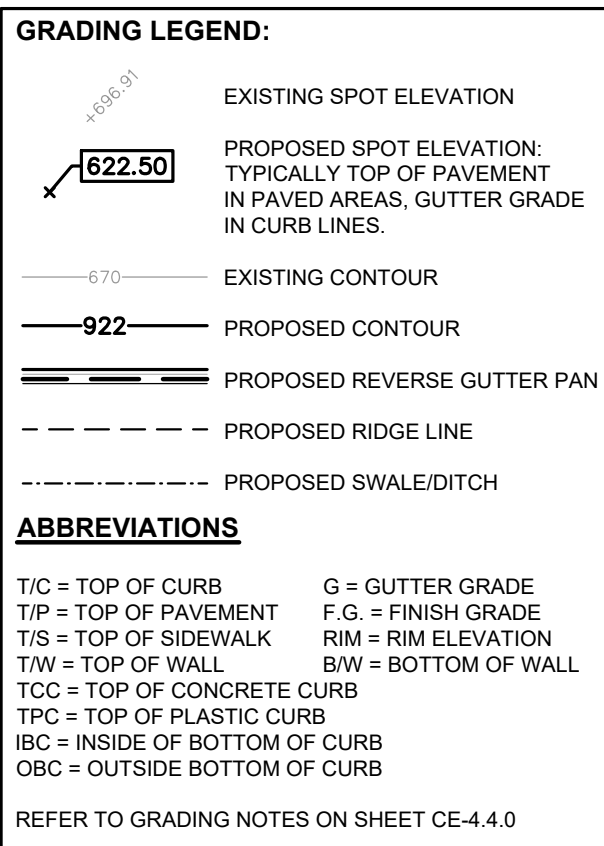 GRADING LEGEND:
+696.91
EXISTING SPOT ELEVATION
622.50
PROPOSED SPOT ELEVATION:
TYPICALLY TOP OF PAVEMENT
IN PAVED AREAS, GUTTER GRADE
IN CURB LINES.
670
EXISTING CONTOUR
922
PROPOSED CONTOUR
PROPOSED REVERSE GUTTER PAN
PROPOSED RIDGE LINE
PROPOSED SWALE/DITCH
ABBREVIATIONS
T/C = TOP OF CURB
T/P = TOP OF PAVEMENT
T/S = TOP OF SIDEWALK
T/W = TOP OF WALL
G = GUTTER GRADE
F.G. = FINISH GRADE
RIM = RIM ELEVATION
B/W = BOTTOM OF WALL
TCC = TOP OF CONCRETE CURB
TPC = TOP OF PLASTIC CURB
IBC = INSIDE OF BOTTOM OF CURB
OBC = OUTSIDE BOTTOM OF CURB
REFER TO GRADING NOTES ON SHEET CE-4.4.0